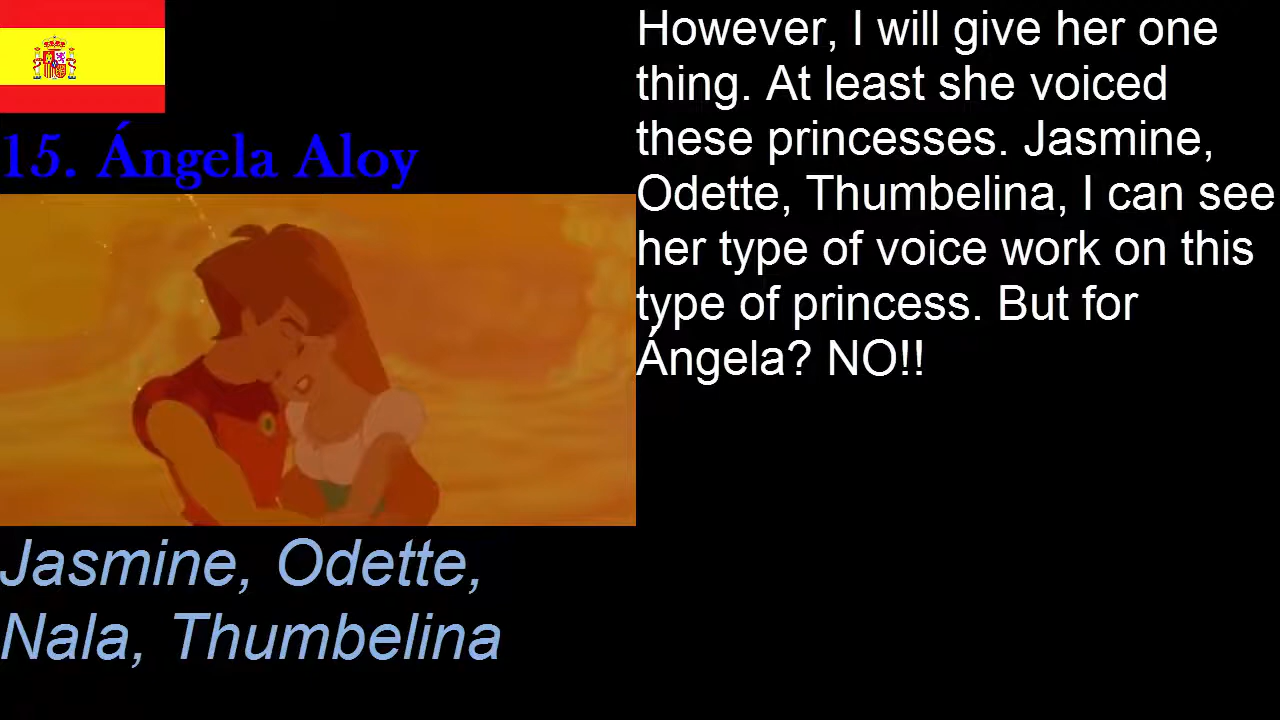 15. Ángela Aloy
Jasmine, Odette,
Nala, Thumbelina
However, I will give her one
thing. At least she voiced
these princesses. Jasmine,
Odette, Thumbelina, I can see
her type of voice work on this
type of princess. But for
Ángela? NO!!